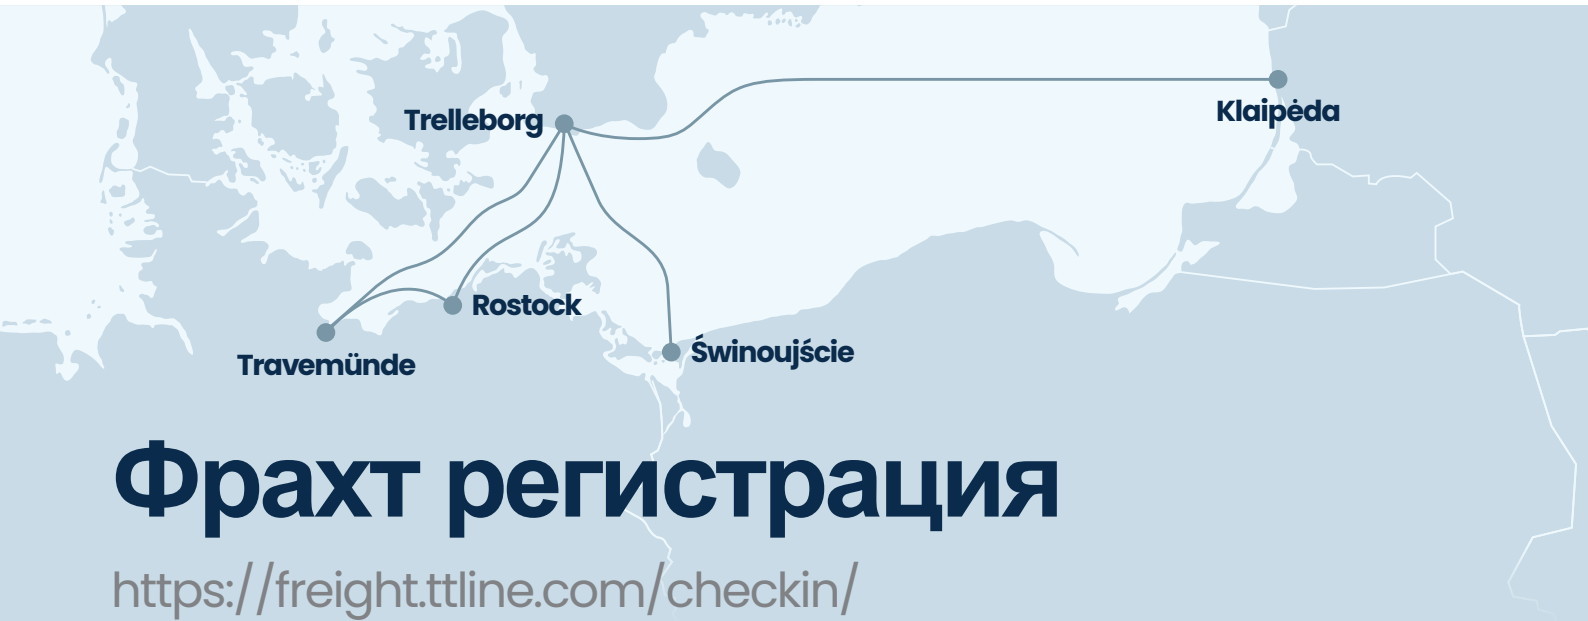 Trelleborg
Klaipėda
Rostock
Świnoujście
Travemünde
Фрахт регистрация
https://freight.ttline.com/checkin/